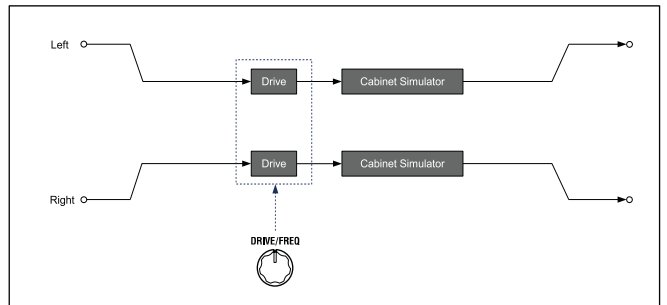 Left
Drive
Cabinet Simulator
Drive
Cabinet Simulator
Right
DRIVE/FREQ